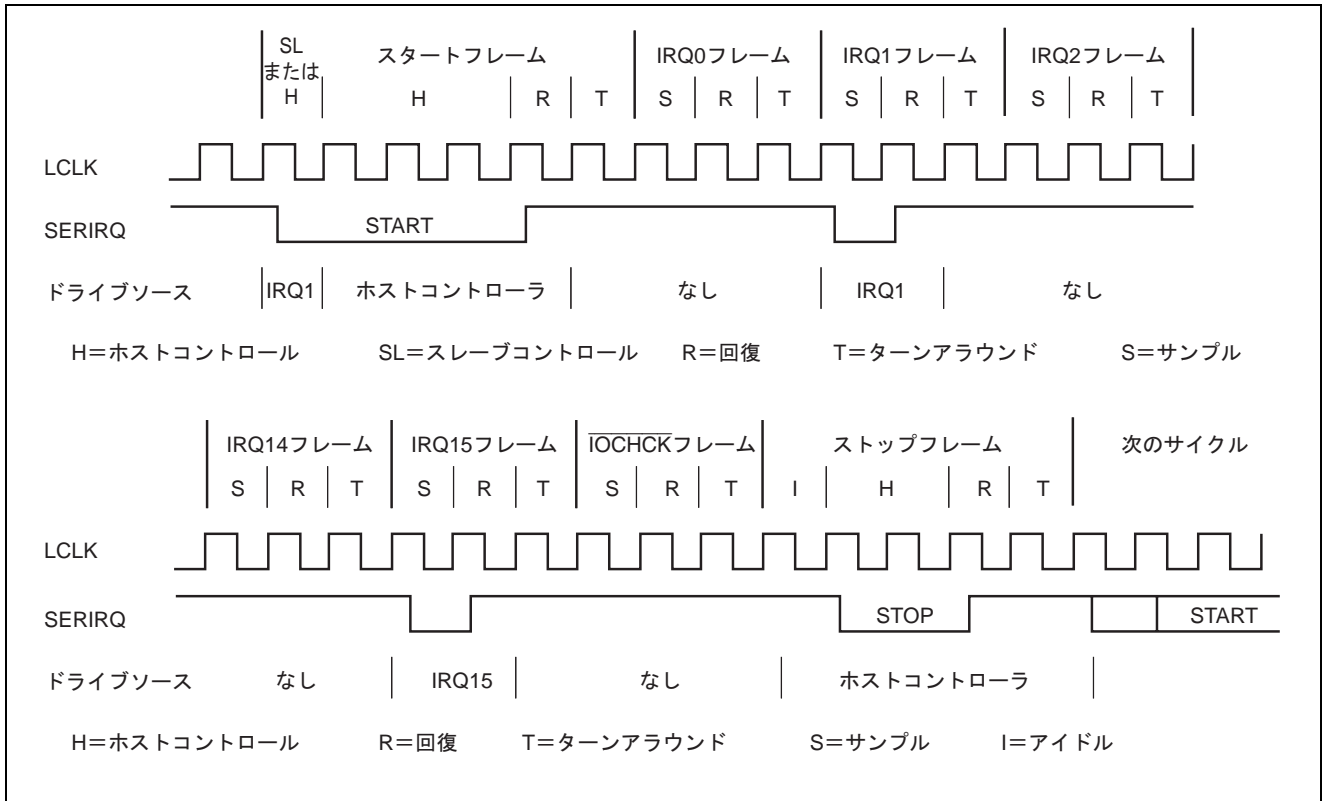 SL
または
H
スタートフレーム
IRQ0フレーム
IRQ1フレーム
IRQ2フレーム
H R T S R T S R T S R T
LCLK
SERIRQ START
ドライブソース IRQ1 ホストコントローラ なし IRQ1 なし
H＝ホストコントロール SL＝スレーブコントロール R＝回復 T＝ターンアラウンド S＝サンプル
IRQ14フレーム IRQ15フレーム IOCHCKフレーム ストップフレーム 次のサイクル
S R T S R T S R T I H R T
LCLK
SERIRQ STOP START
ドライブソース なし IRQ15 なし ホストコントローラ
H＝ホストコントロール R＝回復 T＝ターンアラウンド S＝サンプル I＝アイドル